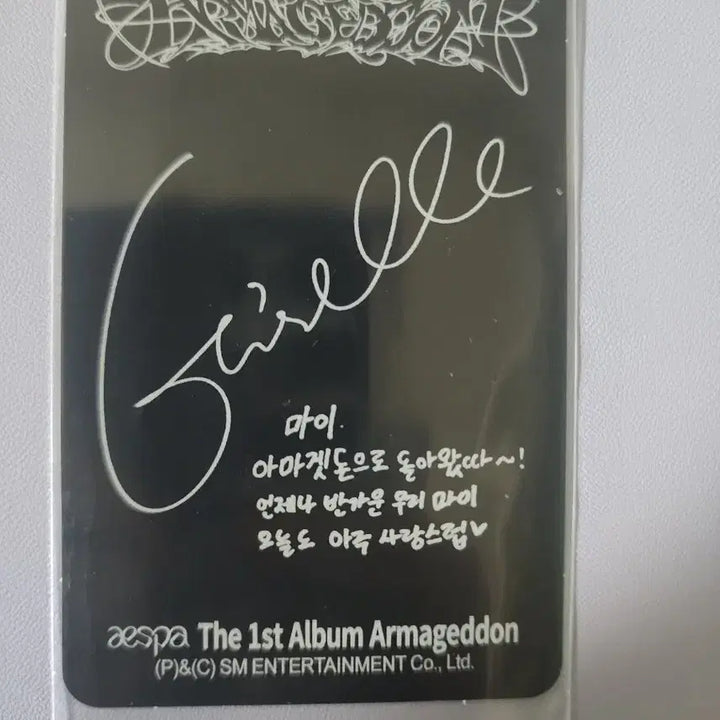 ARMAGEDDON
Giselle
마이.
아마겟돈으로 돌아왔따~!
언제나 반가운 우리 마이
오늘도 아주 사랑스럽♥
aespa The 1st Album Armageddon
(P)&(C) SM ENTERTAINMENT Co., Ltd.